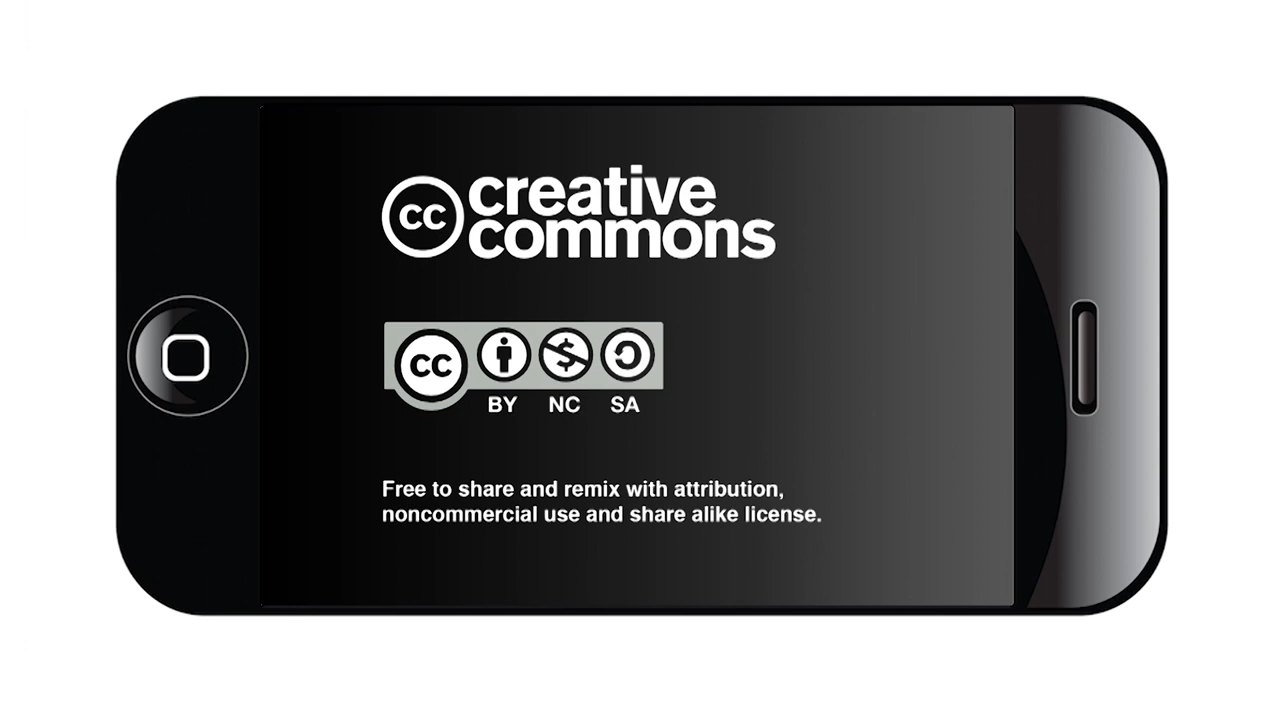 cc creative
commons
cc
BY NC SA
Free to share and remix with attribution,
noncommercial use and share alike license.